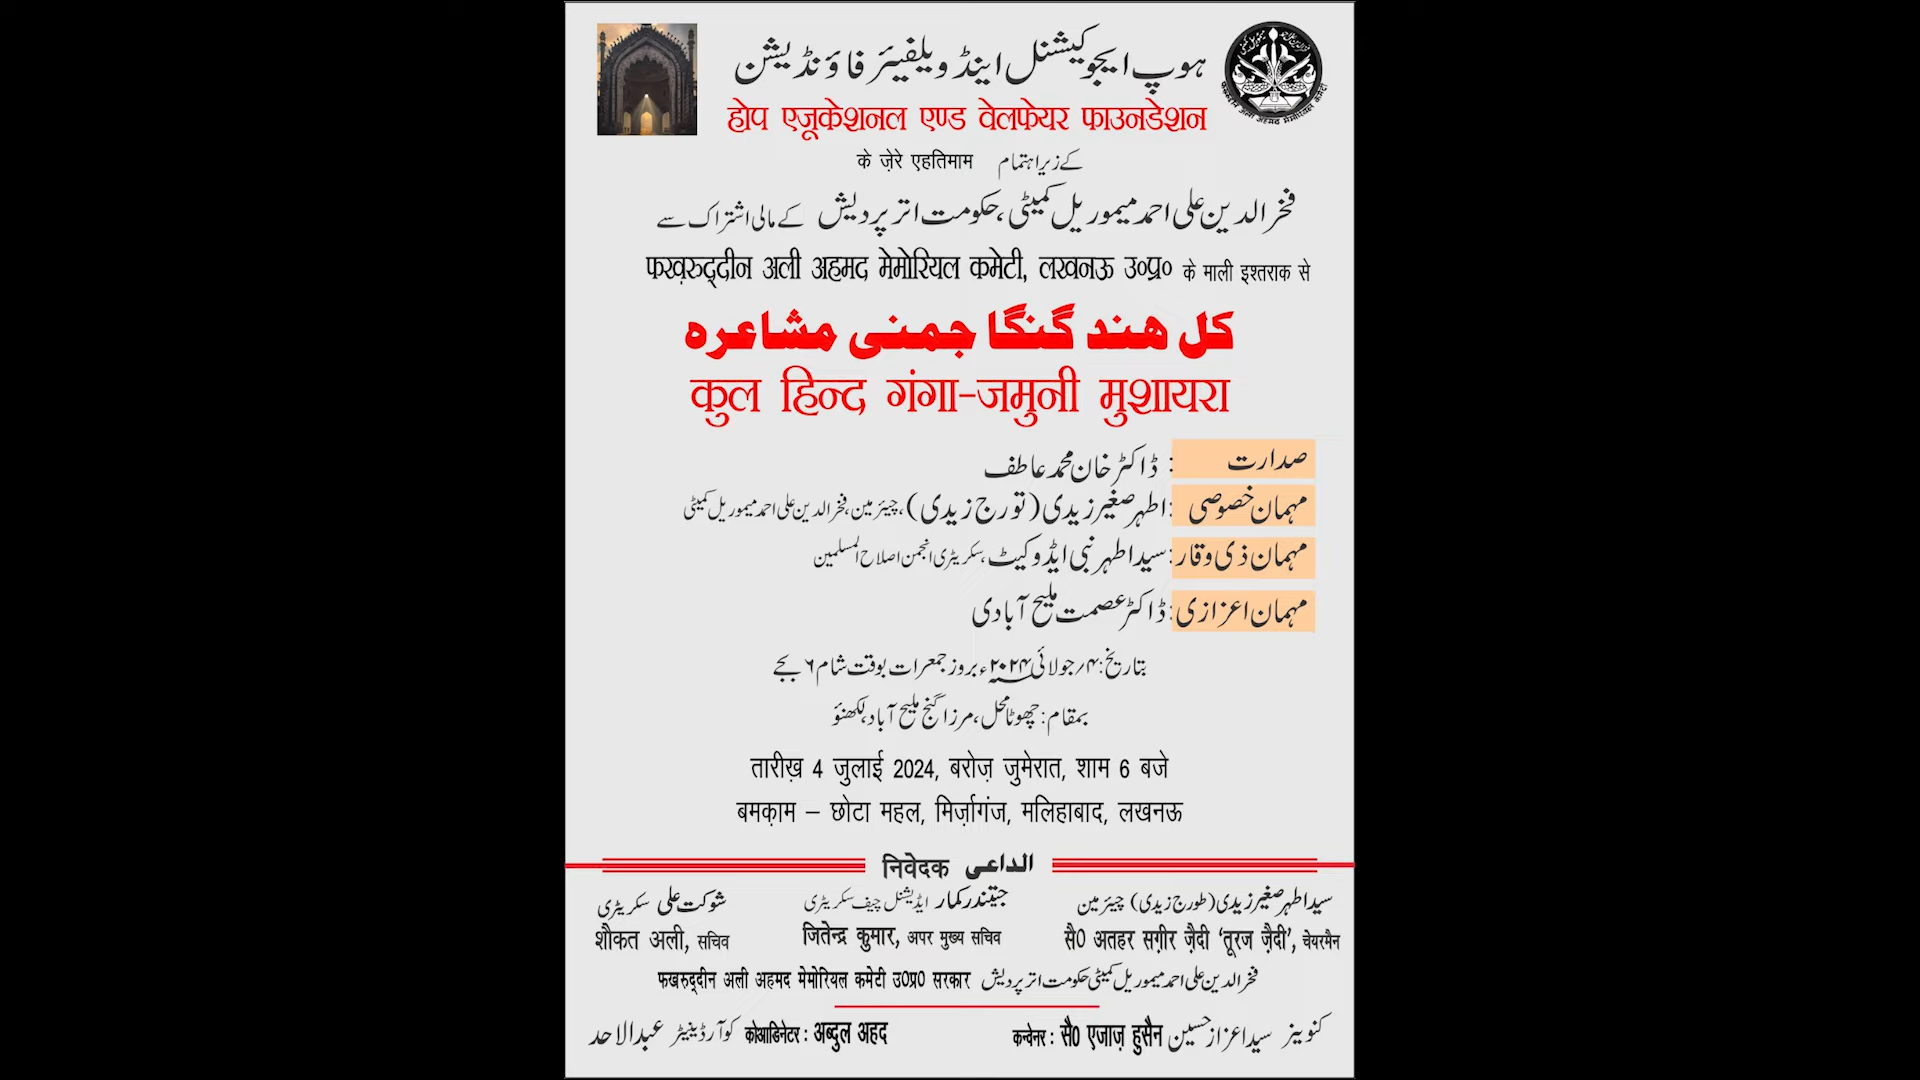 ہوپ ایجوکیشنل اینڈ ویلفیئر فاؤنڈیشن
होप एजूकेशनल एण्ड वेलफेयर फाउनडेशन
के ज़ेरे एहतिमाम کے زیر اہتمام
فخرالدین علی احمد میموریل کمیٹی، حکومت اتر پردیش کے مالی اشتراک سے
फख़रुद्दीन अली अहमद मेमोरियल कमेटी, लखनऊ उ०प्र० के माली इश्तराक से
کل ھند گنگا جمنی مشاعرہ
कुल हिन्द गंगा-जमुनी मुशायरा
صدارت : ڈاکٹر خان محمد عاطف
مہمان خصوصی : اطہر صغیر زیدی (تورج زیدی)، چیئرمین، فخرالدین علی احمد میموریل کمیٹی
مہمان ذی وقار : سید اطہر نبی ایڈوکیٹ، سکریٹری انجمن اصلاح المسلمین
مہمان اعزازی : ڈاکٹر عصمت ملیح آبادی
بتاریخ: ۴/جولائی ۲۰۲۴ء بروز جمعرات بوقت شام ۶ بجے
بمقام: چھوٹا محل، مرزا گنج ملیح آباد، لکھنؤ
तारीख़ 4 जुलाई 2024, बरोज़ जुमेरात, शाम 6 बजे
बमक़ाम – छोटा महल, मिर्ज़ागंज, मलिहाबाद, लखनऊ
निवेदक الداعی
سید اطہر صغیر زیدی (طورج زیدی) چیئرمین جتیندر کمار ایڈیشنل چیف سکریٹری شوکت علی سکریٹری
शौकत अली, सचिव जितेन्द्र कुमार, अपर मुख्य सचिव सै0 अतहर सग़ीर ज़ैदी ‘तूरज ज़ैदी’, चेयरमैन
फखरुद्दीन अली अहमद मेमोरियल कमेटी उ0प्र0 सरकार فخرالدین علی احمد میموریل کمیٹی حکومت اتر پردیش
कन्वेनर : सै0 एजाज़ हुसैन کنوینر سید اعزاز حسین
कोआडिनेटर : अब्दुल अहद کوآرڈینیٹر عبدالاحد